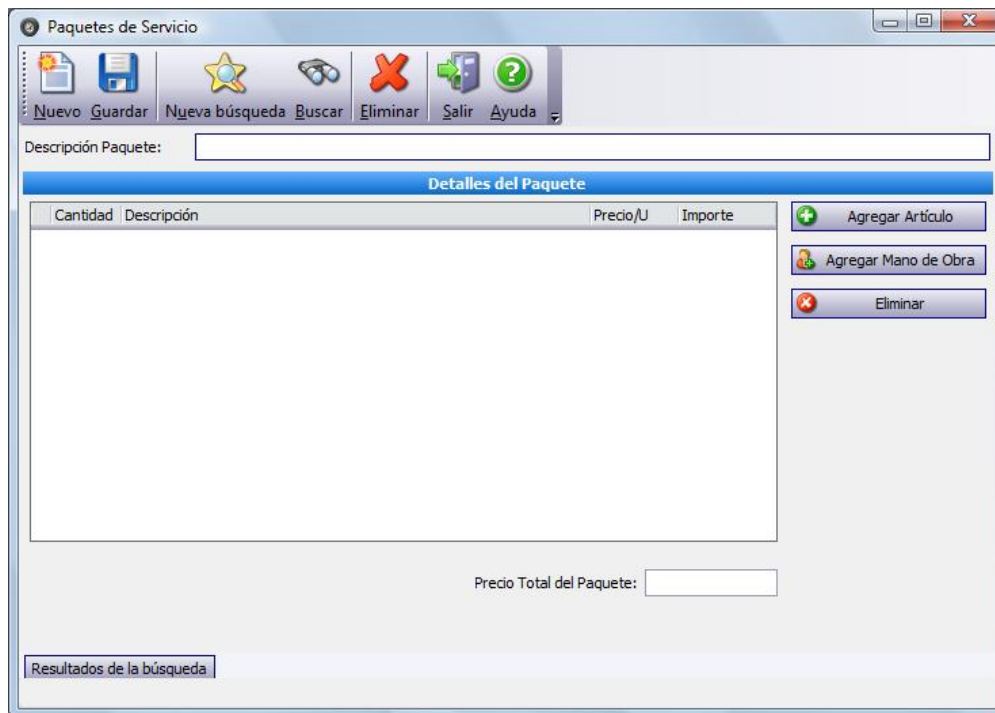 Paquetes de Servicio
Nuevo Guardar Nueva búsqueda Buscar Eliminar Salir Ayuda
Descripción Paquete:
Detalles del Paquete
Cantidad Descripción Precio/U Importe
Agregar Artículo
Agregar Mano de Obra
Eliminar
Precio Total del Paquete:
Resultados de la búsqueda